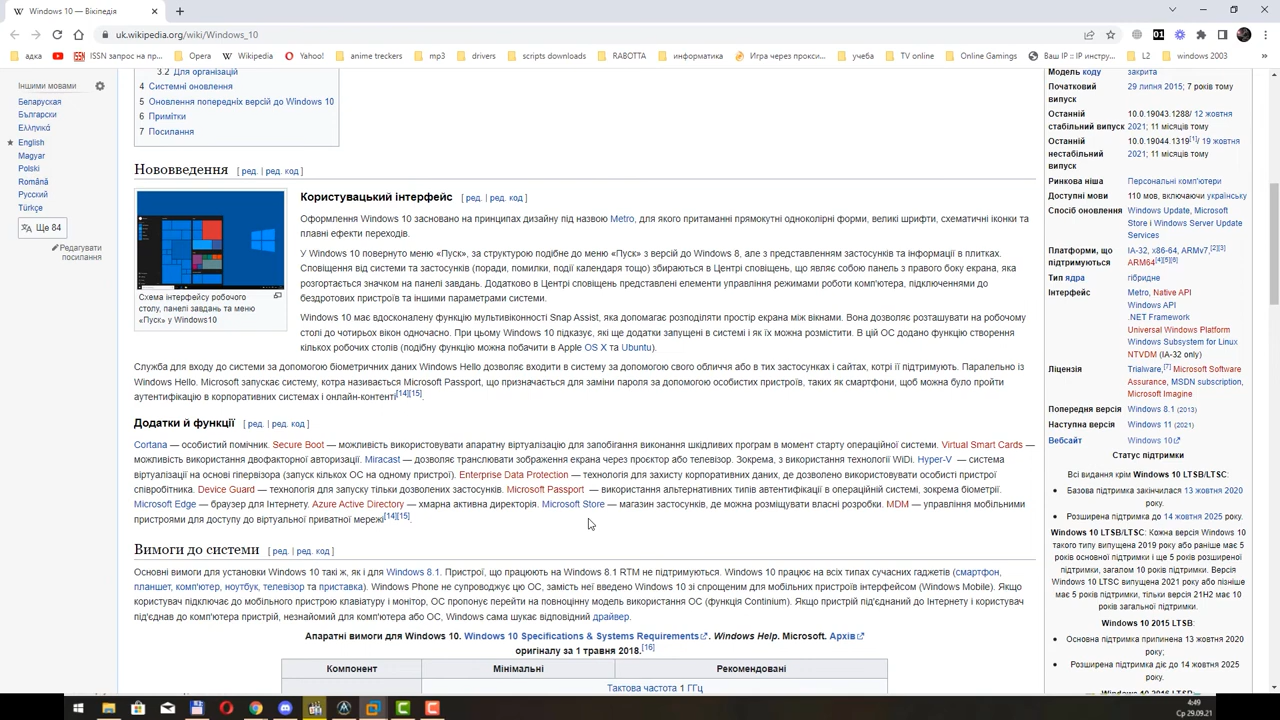 Windows 10 — Вікіпедія
uk.wikipedia.org/wiki/Windows_10
адка
ISSN запрос на пр...
Opera
Wikipedia
Yahoo!
anime treckers
mp3
drivers
scripts downloads
RABOTTA
информатика
Игра через прокси...
учеба
TV online
Online Gamings
Ваш IP :: IP инстру...
L2
windows 2003
Іншими мовами
Беларуская
Български
Ελληνικά
English
Magyar
Polski
Română
Русский
Türkçe
Ще 84
Редагувати
посилання
3.2 Для організацій
4 Системні оновлення
5 Оновлення попередніх версій до Windows 10
6 Примітки
7 Посилання
Нововведення [ ред. | ред. код ]
Схема інтерфейсу робочого
столу, панелі завдань та меню
«Пуск» у Windows10
Користувацький інтерфейс [ ред. | ред. код ]
Оформлення Windows 10 засновано на принципах дизайну під назвою Metro, для якого притаманні прямокутні одноколірні форми, великі шрифти, схематичні іконки та
плавні ефекти переходів.
У Windows 10 повернуто меню «Пуск», за структурою подібне до меню «Пуск» з версій до Windows 8, але з представленням застосунків та інформації в плитках.
Сповіщення від системи та застосунків (поради, помилки, події календаря тощо) збираються в Центрі сповіщень, що являє собою панель з правого боку екрана, яка
розгортається значком на панелі завдань. Додатково в Центрі сповіщень представлені елементи управління режимами роботи комп'ютера, підключеннями до
бездротових пристроїв та іншими параметрами системи.
Windows 10 має вдосконалену функцію мультивіконності Snap Assist, яка допомагає розподіляти простір екрана між вікнами. Вона дозволяє розташувати на робочому
столі до чотирьох вікон одночасно. При цьому Windows 10 підказує, які ще додатки запущені в системі і як їх можна розмістити. В цій ОС додано функцію створення
кількох робочих столів (подібну функцію можна побачити в Apple OS X та Ubuntu).
Служба для входу до системи за допомогою біометричних даних Windows Hello дозволяє входити в систему за допомогою свого обличчя або в тих застосунках і сайтах, котрі її підтримують. Паралельно із
Windows Hello. Microsoft запускає систему, котра називається Microsoft Passport, що призначається для заміни пароля за допомогою особистих пристроїв, таких як смартфони, щоб можна було пройти
аутентифікацію в корпоративних системах і онлайн-контенті[14][15].
Додатки й функції [ ред. | ред. код ]
Cortana — особистий помічник. Secure Boot — можливість використовувати апаратну віртуалізацію для запобігання виконання шкідливих програм в момент старту операційної системи. Virtual Smart Cards —
можливість використовувати двофакторної авторизації. Miracast — дозволяє транслювати зображення екрана через проєктор або телевізор. Зокрема, з використання технології WiDi. Hyper-V — система
віртуалізації на основі гіпервізора (запуск кількох ОС на одному пристрої). Enterprise Data Protection — технологія для захисту корпоративних даних, де дозволено використовувати особисті пристрої
співробітника. Device Guard — технологія для запуску тільки дозволених застосунків. Microsoft Passport — використання альтернативних типів автентифікації в операційній системі, зокрема біометрії.
Microsoft Edge — браузер для Інтернету. Azure Active Directory — хмарна активна директорія. Microsoft Store — магазин застосунків, де можна розміщувати власні розробки. MDM — управління мобільними
пристроями для доступу до віртуальної приватної мережі[14][15].
Вимоги до системи [ ред. | ред. код ]
Основні вимоги для установки Windows 10 такі ж, як і для Windows 8.1. Пристрої, що працюють на Windows 8.1 RTM не підтримуються. Windows 10 працює на всіх типах сучасних гаджетів (смартфон,
планшет, комп'ютер, ноутбук, телевізор та приставка). Windows Phone не супроводжує цю ОС, замість неї введено Windows 10 зі спрощеним для мобільних пристроїв інтерфейсом (Windows Mobile). Якщо
користувач підключає до мобільного пристрою клавіатуру і монітор, ОС пропонує перейти на повноцінну модель використання ОС (функція Continium). Якщо пристрій під'єднаний до Інтернету і користувач
під'єднав до комп'ютера пристрій, незнайомий для комп'ютера або ОС, Windows сама шукає відповідний драйвер.
Апаратні вимоги для Windows 10. Windows 10 Specifications & Systems Requirements. Windows Help. Microsoft. Архів
оригіналу за 1 травня 2018.[16]
Компонент Мінімальні Рекомендовані
Тактова частота 1 ГГц
Модель коду закрита
Початковий 29 липня 2015; 7 років тому
випуск
Останній 10.0.19043.1288/ 12 жовтня
стабільний випуск 2021; 11 місяців тому
Останній 10.0.19044.1319[1]/ 19 жовтня
нестабільний 2021; 11 місяців тому
випуск
Ринкова ніша Персональні комп'ютери
Доступні мови 110 мов, включаючи українську
Спосіб оновлення Windows Update, Microsoft
Store і Windows Server Update
Services
Платформи, що IA-32, x86-64, ARMv7,[2][3]
підтримуються ARM64[4][5][6]
Тип ядра гібридне
Інтерфейс Metro, Native API
Windows API
.NET Framework
Universal Windows Platform
Windows Subsystem for Linux
NTVDM (IA-32 only)
Ліцензія Trialware,[7] Microsoft Software
Assurance, MSDN subscription,
Microsoft Imagine
Попередня версія Windows 8.1 (2013)
Наступна версія Windows 11 (2021)
Вебсайт Windows 10
Статус підтримки
Всі видання крім Windows 10 LTSB/LTSC:
Базова підтримка закінчилася 13 жовтня 2020
року.
Розширена підтримка до 14 жовтня 2025 року.
Windows 10 LTSB/LTSC: Кожна версія Windows 10
такого типу випущена 2019 року або раніше має 5
років основної підтримки і ще 5 років розширеної
підтримки, загалом 10 років підтримки. Версія
Windows 10 LTSC випущена 2021 року або пізніше
має 5 років підтримки, тільки версія 21H2 має 10
років загальної підтримки.
Windows 10 2015 LTSB:
Основна підтримка припинена 13 жовтня 2020
року;
Розширена підтримка діє до 14 жовтня 2025
року.
Windows 10 2016 LTSB:
4:49
Ср 29.09.21